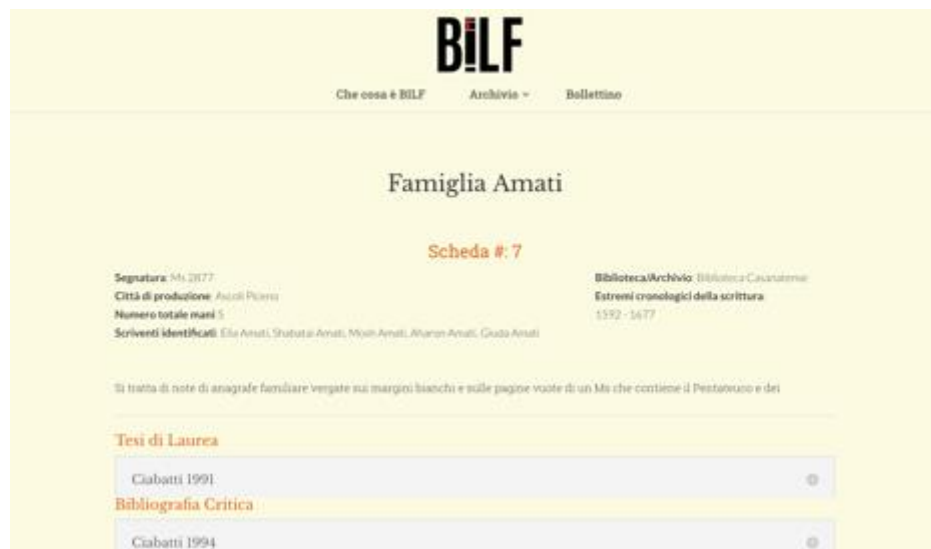 BiLF
Che cosa è BILF Archivio Bollettino
Famiglia Amati
Scheda #: 7
Segnatura: Ms 2877
Biblioteca/Archivio: Biblioteca Casanatense
Città di produzione: Ascoli Piceno
Estremi cronologici della scrittura:
Numero totale mani: 5
1592 - 1677
Scriventi identificati: Elia Amati, Shabatai Amati, Mosè Amati, Aharon Amati, Giuda Amati
Si tratta di note di anagrafe familiare vergate sui margini bianchi e sulle pagine vuote di un Ms che contiene il Pentateuco e dei
Tesi di Laurea
Ciabatti 1991
Bibliografia Critica
Ciabatti 1994